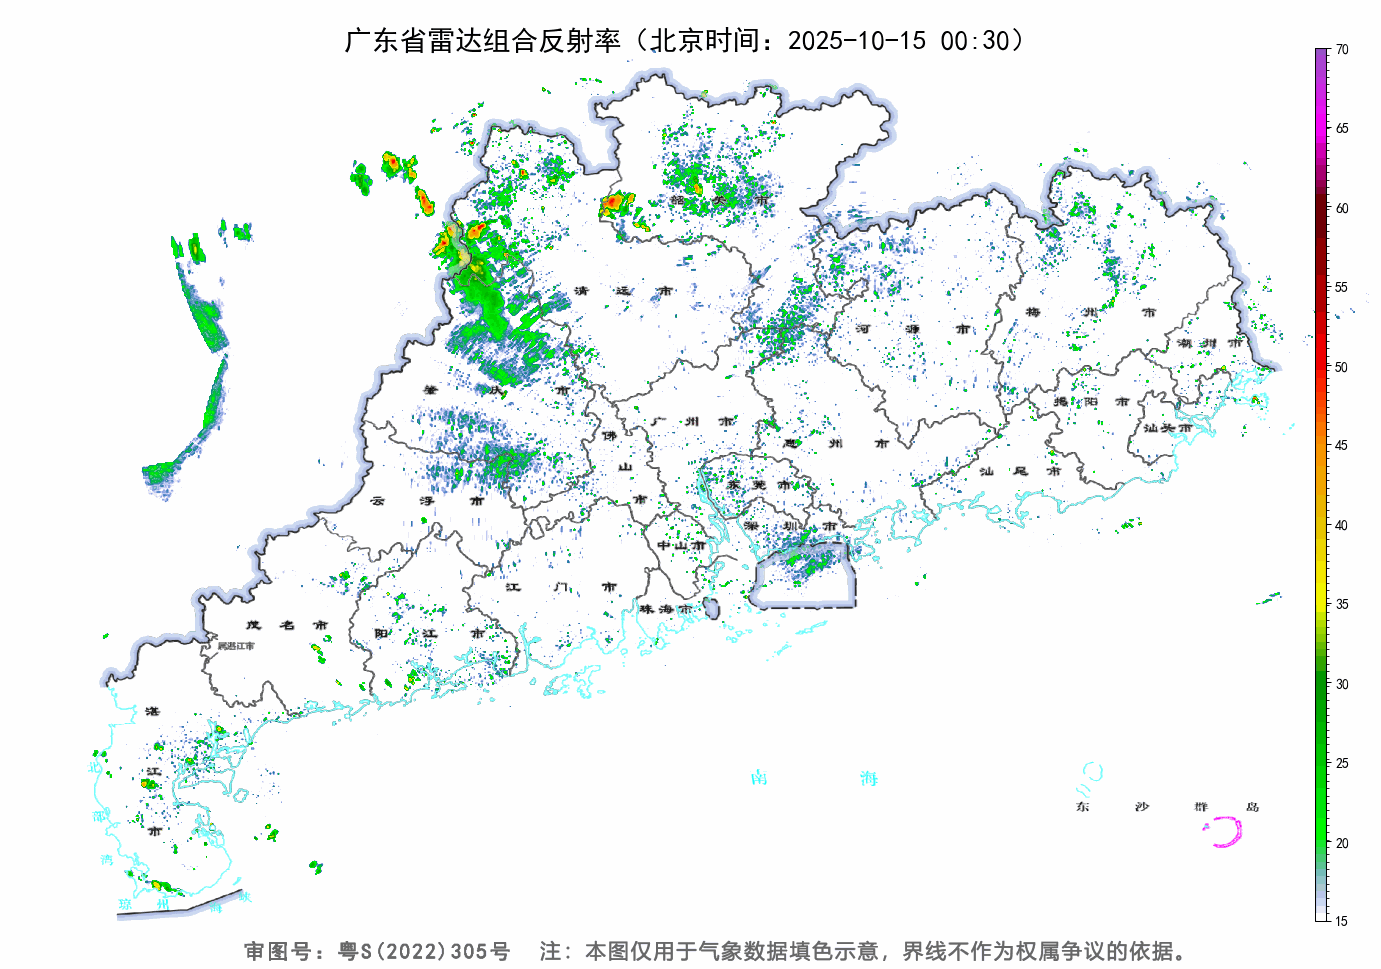 广东省雷达组合反射率（北京时间：2025-10-15 00:30）
70
65
60
55
50
45
40
35
30
25
20
15
韶关市
清远市
河源市
梅州市
潮州市
肇庆市
广州市
惠州市
揭阳市
汕头市
佛山市
云浮市
东莞市
汕尾市
深圳市
中山市
江门市
珠海市
茂名市
阳江市
属湛江市
湛江市
北部湾
琼州海峡
南海
东沙群岛
审图号：粤S(2022)305号 注：本图仅用于气象数据填色示意，界线不作为权属争议的依据。